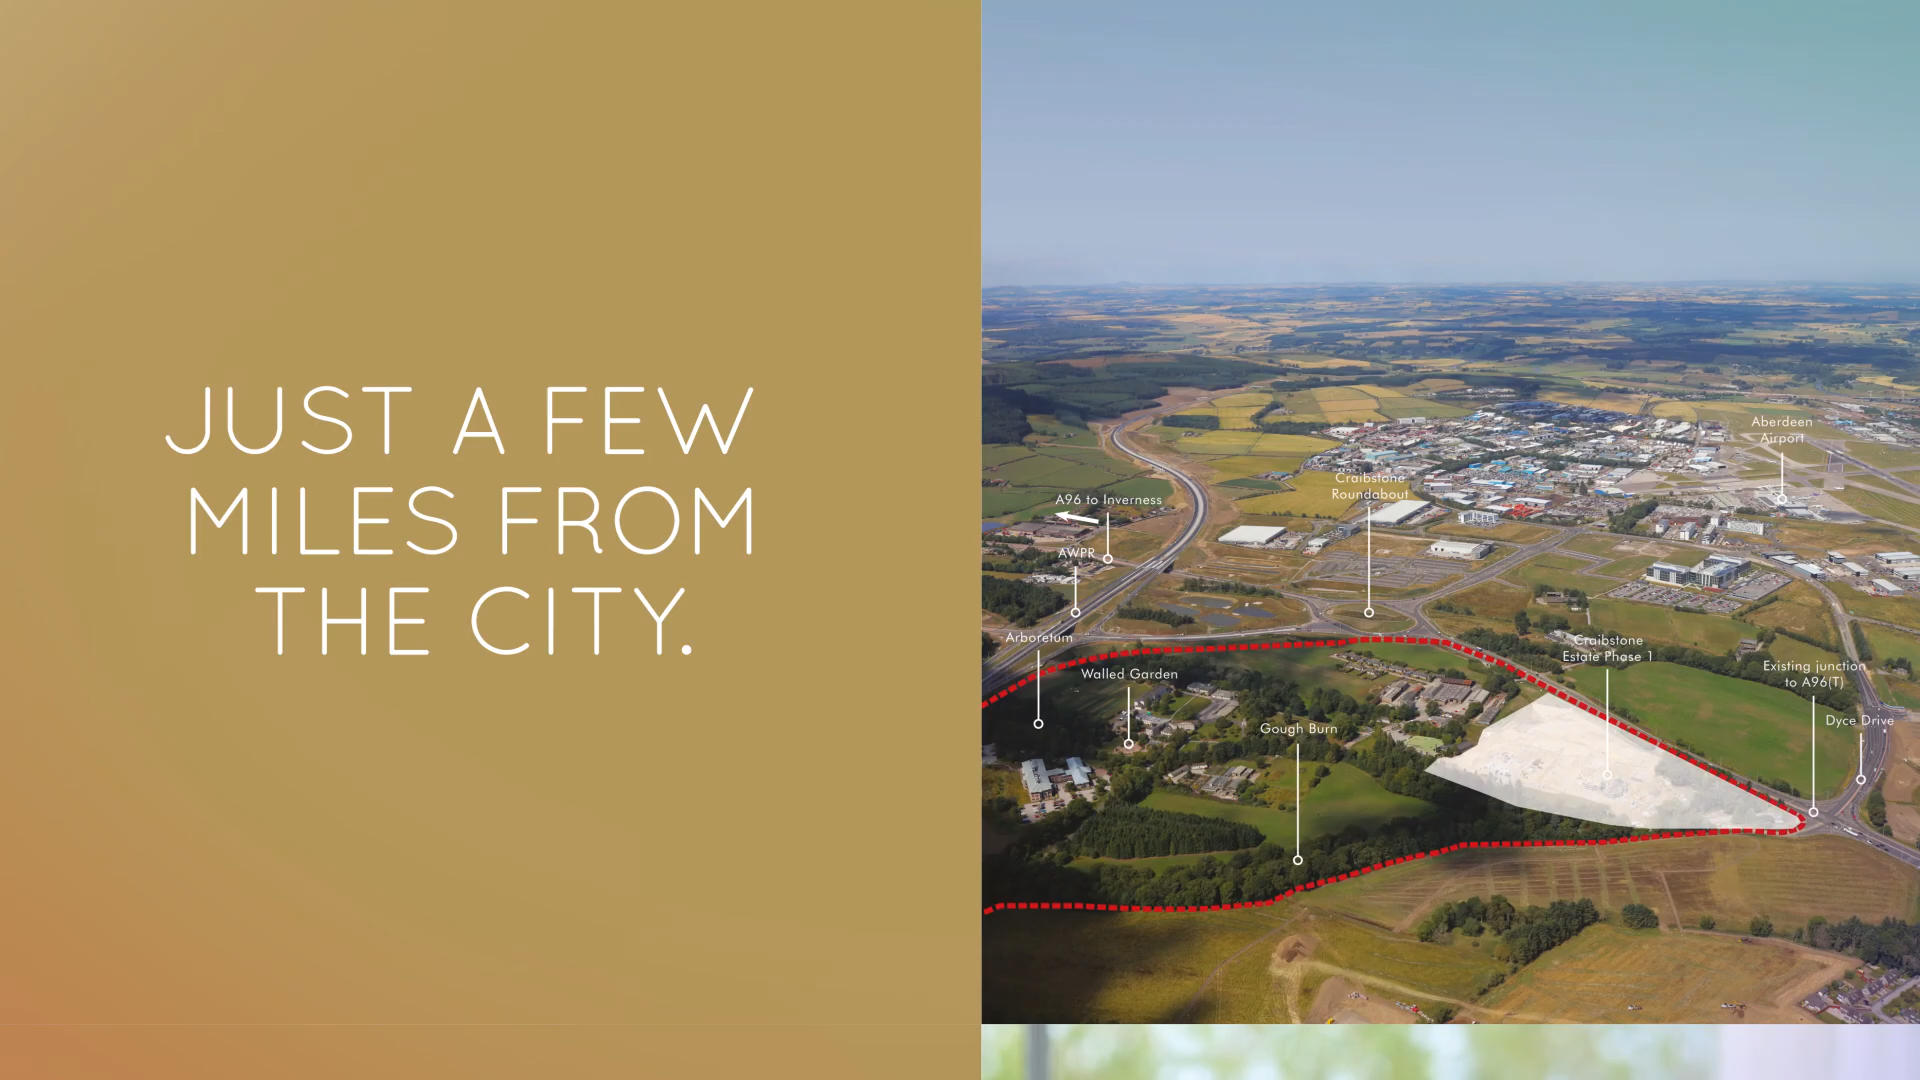 JUST A FEW
MILES FROM
THE CITY.
Aberdeen
Airport
Craibstone
Roundabout
A96 to Inverness
AWPR
Arboretum
Walled Garden
Gough Burn
Craibstone
Estate Phase 1
Existing junction
to A96(T)
Dyce Drive